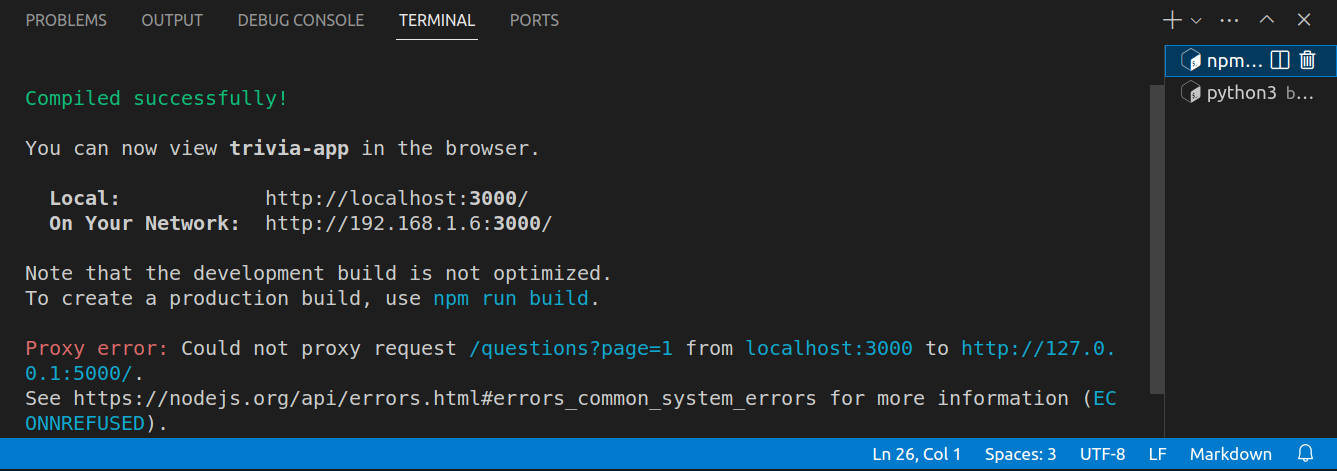 PROBLEMS OUTPUT DEBUG CONSOLE TERMINAL PORTS
npm...
python3 b...
Compiled successfully!
You can now view trivia-app in the browser.
Local: http://localhost:3000/
On Your Network: http://192.168.1.6:3000/
Note that the development build is not optimized.
To create a production build, use npm run build.
Proxy error: Could not proxy request /questions?page=1 from localhost:3000 to http://127.0.
0.1:5000/.
See https://nodejs.org/api/errors.html#errors_common_system_errors for more information (EC
ONNREFUSED).
Ln 26, Col 1 Spaces: 3 UTF-8 LF Markdown